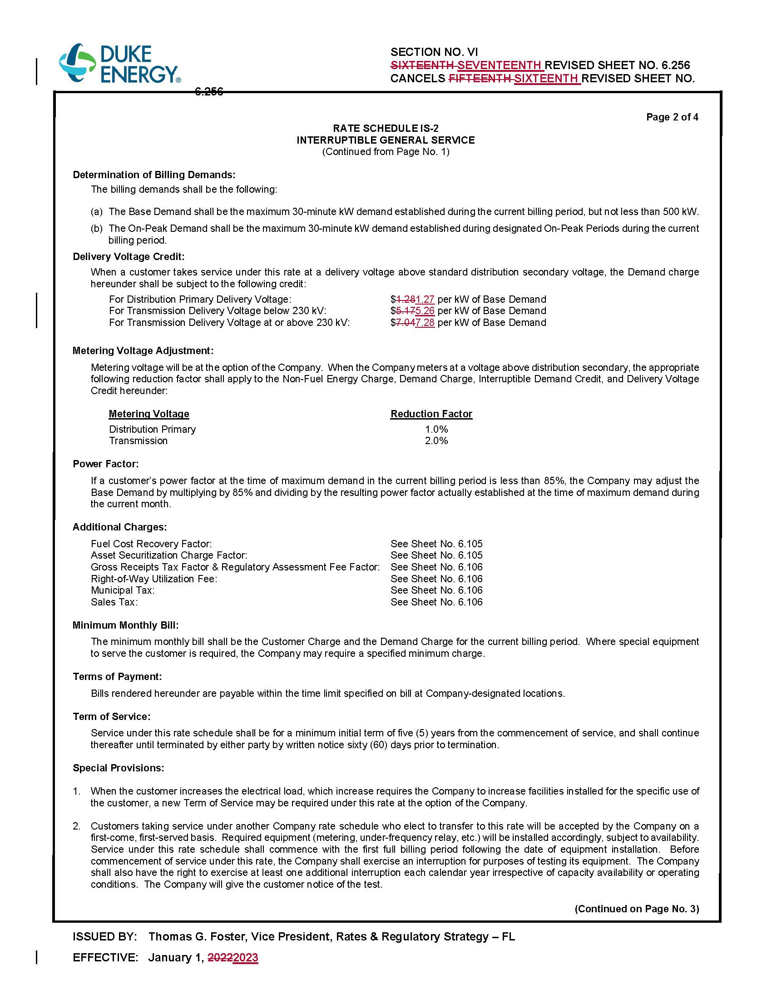 DUKE
ENERGY®
SECTION NO. VI
SIXTEENTH SEVENTEENTH REVISED SHEET NO. 6.256
CANCELS FIFTEENTH SIXTEENTH REVISED SHEET NO.
6.256
Page 2 of 4
RATE SCHEDULE IS-2
INTERRUPTIBLE GENERAL SERVICE
(Continued from Page No. 1)
Determination of Billing Demands:
The billing demands shall be the following:
(a) The Base Demand shall be the maximum 30-minute kW demand established during the current billing period, but not less than 500 kW.
(b) The On-Peak Demand shall be the maximum 30-minute kW demand established during designated On-Peak Periods during the current
billing period.
Delivery Voltage Credit:
When a customer takes service under this rate at a delivery voltage above standard distribution secondary voltage, the Demand charge
hereunder shall be subject to the following credit:
For Distribution Primary Delivery Voltage: $1.281.27 per kW of Base Demand
For Transmission Delivery Voltage below 230 kV: $5.175.26 per kW of Base Demand
For Transmission Delivery Voltage at or above 230 kV: $7.047.28 per kW of Base Demand
Metering Voltage Adjustment:
Metering voltage will be at the option of the Company. When the Company meters at a voltage above distribution secondary, the appropriate
following reduction factor shall apply to the Non-Fuel Energy Charge, Demand Charge, Interruptible Demand Credit, and Delivery Voltage
Credit hereunder:
Metering Voltage Reduction Factor
Distribution Primary 1.0%
Transmission 2.0%
Power Factor:
If a customer’s power factor at the time of maximum demand in the current billing period is less than 85%, the Company may adjust the
Base Demand by multiplying by 85% and dividing by the resulting power factor actually established at the time of maximum demand during
the current month.
Additional Charges:
Fuel Cost Recovery Factor: See Sheet No. 6.105
Asset Securitization Charge Factor: See Sheet No. 6.105
Gross Receipts Tax Factor & Regulatory Assessment Fee Factor: See Sheet No. 6.106
Right-of-Way Utilization Fee: See Sheet No. 6.106
Municipal Tax: See Sheet No. 6.106
Sales Tax: See Sheet No. 6.106
Minimum Monthly Bill:
The minimum monthly bill shall be the Customer Charge and the Demand Charge for the current billing period. Where special equipment
to serve the customer is required, the Company may require a specified minimum charge.
Terms of Payment:
Bills rendered hereunder are payable within the time limit specified on bill at Company-designated locations.
Term of Service:
Service under this rate schedule shall be for a minimum initial term of five (5) years from the commencement of service, and shall continue
thereafter until terminated by either party by written notice sixty (60) days prior to termination.
Special Provisions:
1. When the customer increases the electrical load, which increase requires the Company to increase facilities installed for the specific use of
the customer, a new Term of Service may be required under this rate at the option of the Company.
2. Customers taking service under another Company rate schedule who elect to transfer to this rate will be accepted by the Company on a
first-come, first-served basis. Required equipment (metering, under-frequency relay, etc.) will be installed accordingly, subject to availability.
Service under this rate schedule shall commence with the first full billing period following the date of equipment installation. Before
commencement of service under this rate, the Company shall exercise an interruption for purposes of testing its equipment. The Company
shall also have the right to exercise at least one additional interruption each calendar year irrespective of capacity availability or operating
conditions. The Company will give the customer notice of the test.
(Continued on Page No. 3)
ISSUED BY: Thomas G. Foster, Vice President, Rates & Regulatory Strategy – FL
EFFECTIVE: January 1, 20222023